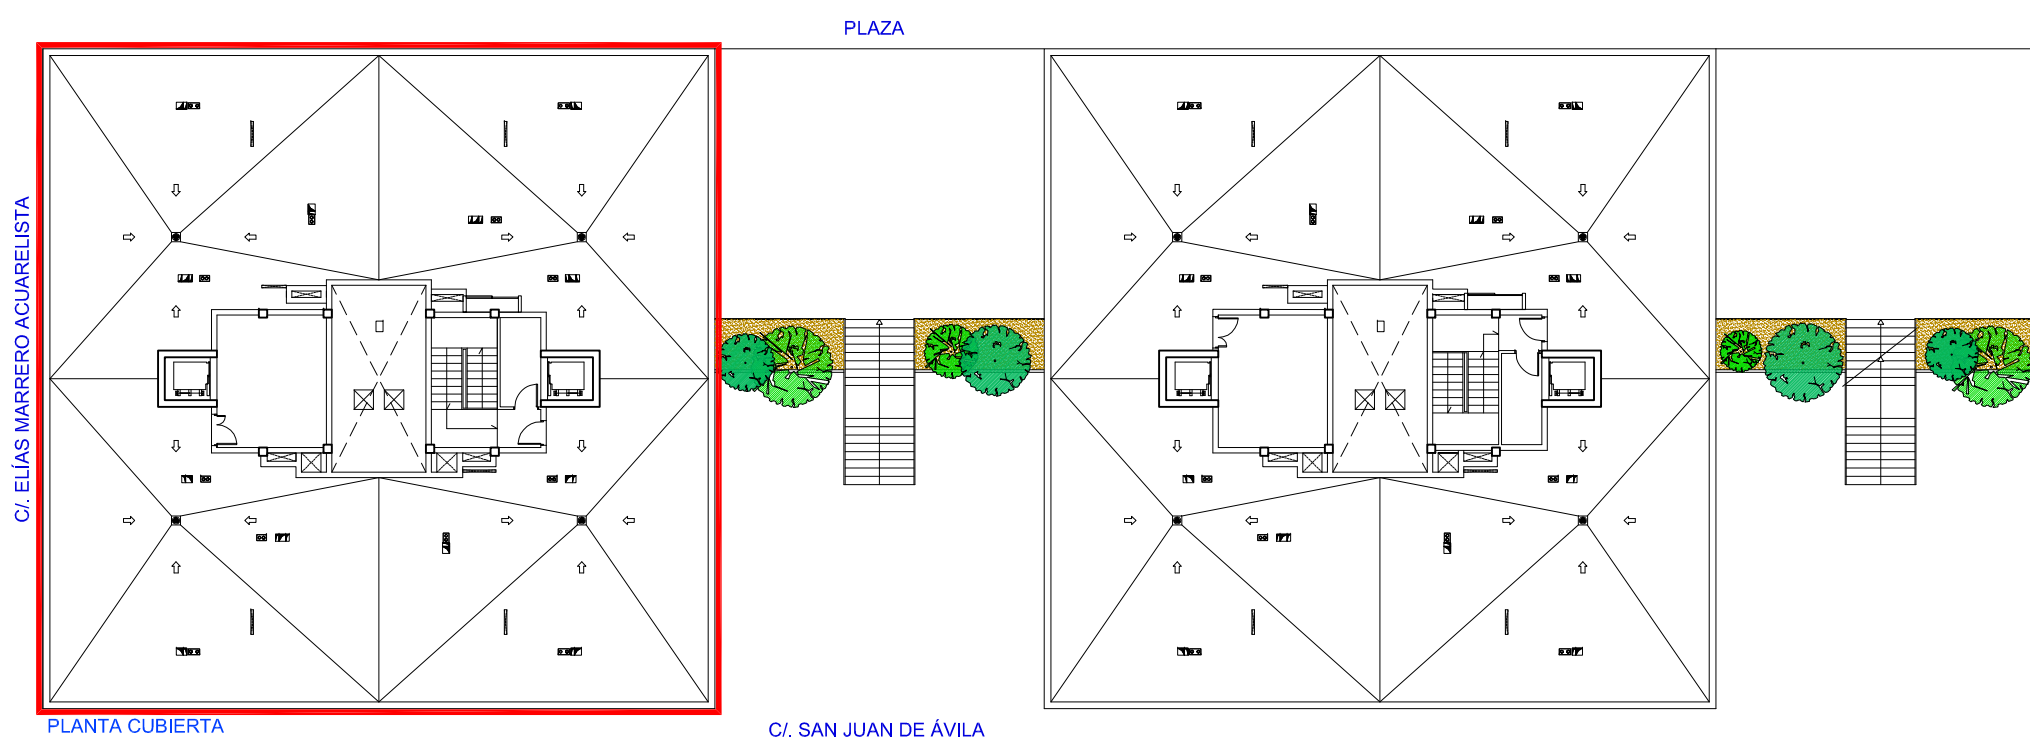 PLAZA
C/. ELÍAS MARRERO ACUARELISTA
PLANTA CUBIERTA
C/. SAN JUAN DE ÁVILA